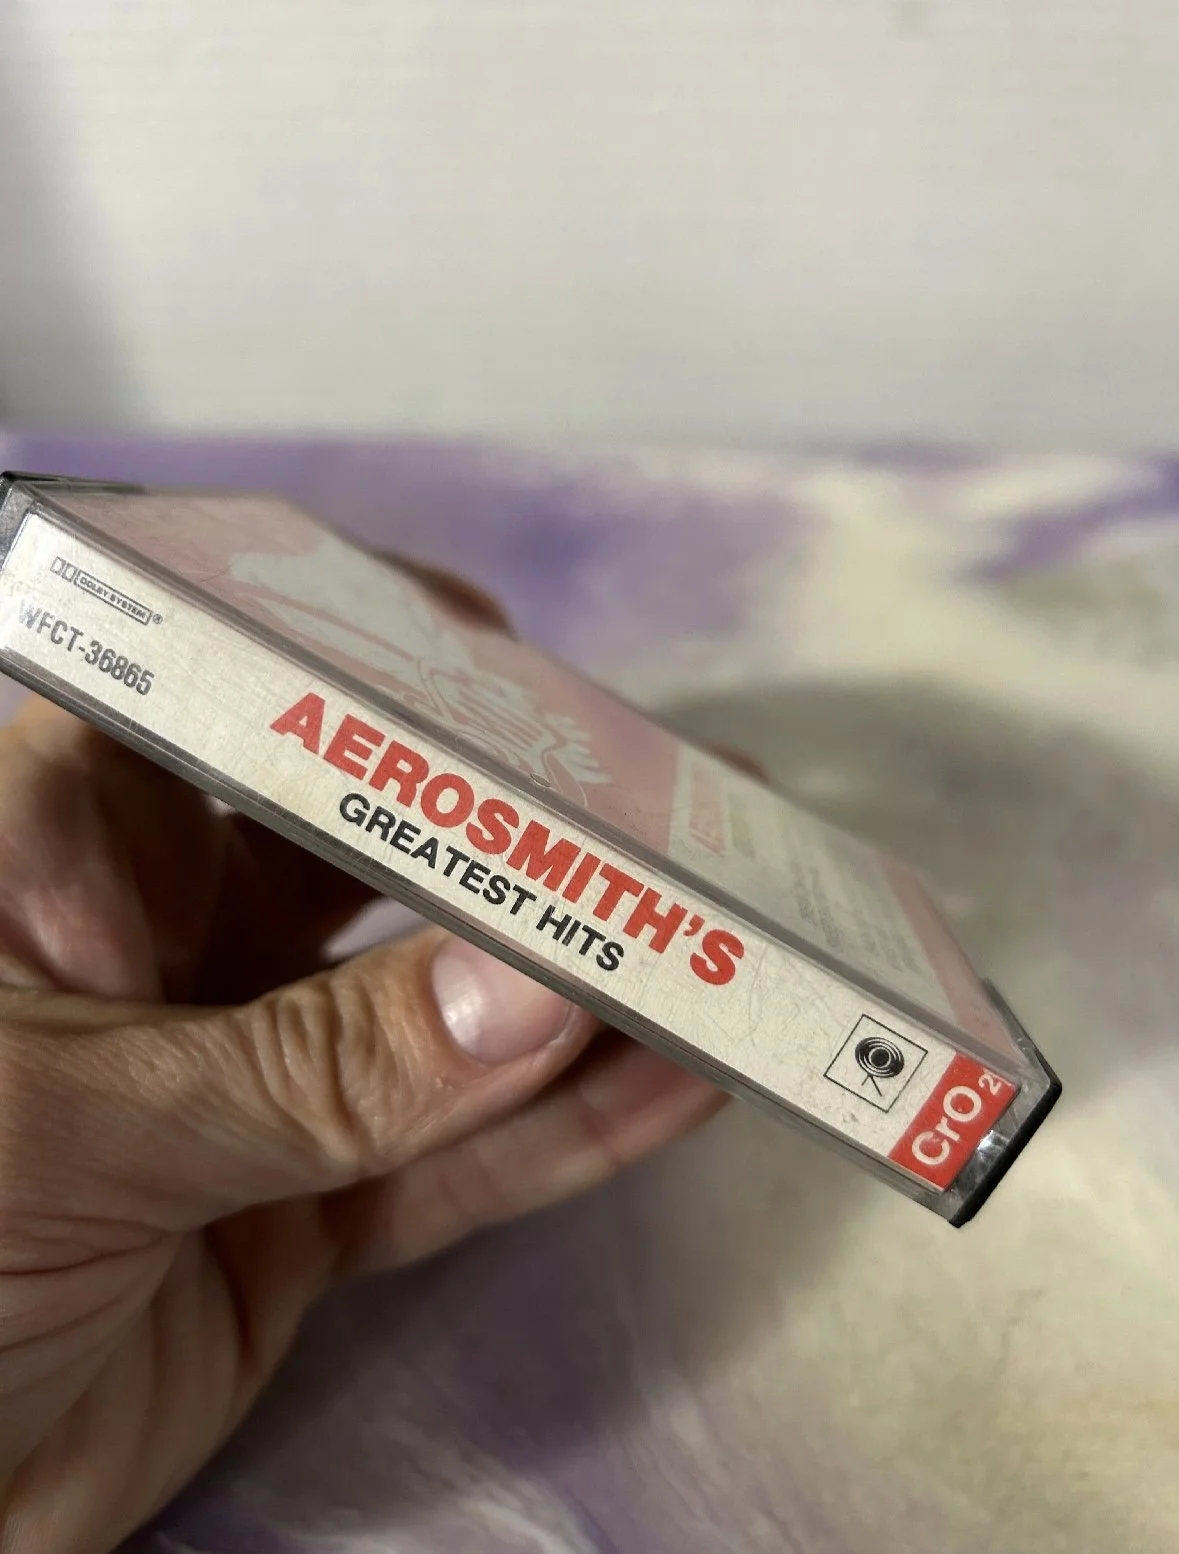 DOLBY SYSTEM ®
WFCT-36865
AEROSMITH'S
GREATEST HITS
CrO2